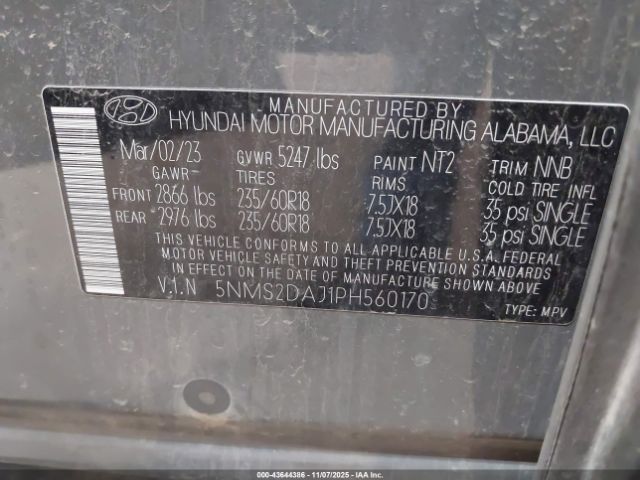 MANUFACTURED BY
HYUNDAI MOTOR MANUFACTURING ALABAMA, LLC
Mar/02/23 GVWR 5247 lbs PAINT NT2 TRIM NNB
GAWR- TIRES RIMS COLD TIRE INFL
FRONT 2866 lbs 235/60R18 7.5JX18 35 psi SINGLE
REAR 2976 lbs 235/60R18 7.5JX18 35 psi SINGLE
THIS VEHICLE CONFORMS TO ALL APPLICABLE U.S.A. FEDERAL
MOTOR VEHICLE SAFETY AND THEFT PREVENTION
STANDARDS IN EFFECT ON THE DATE OF MANUFACTURE SHOWN ABOVE
V.I.N 5NMS2DAJ1PH560170
TYPE: MPV
000-43644386 - 11/07/2025 - IAAI.COM